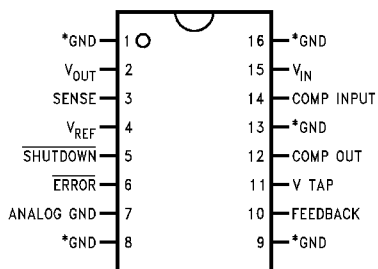 *GND 1 16 *GND
VOUT 2 15 VIN
SENSE 3 14 COMP INPUT
VREF 4 13 *GND
SHUTDOWN 5 12 COMP OUT
ERROR 6 11 V TAP
ANALOG GND 7 10 FEEDBACK
*GND 8 9 *GND